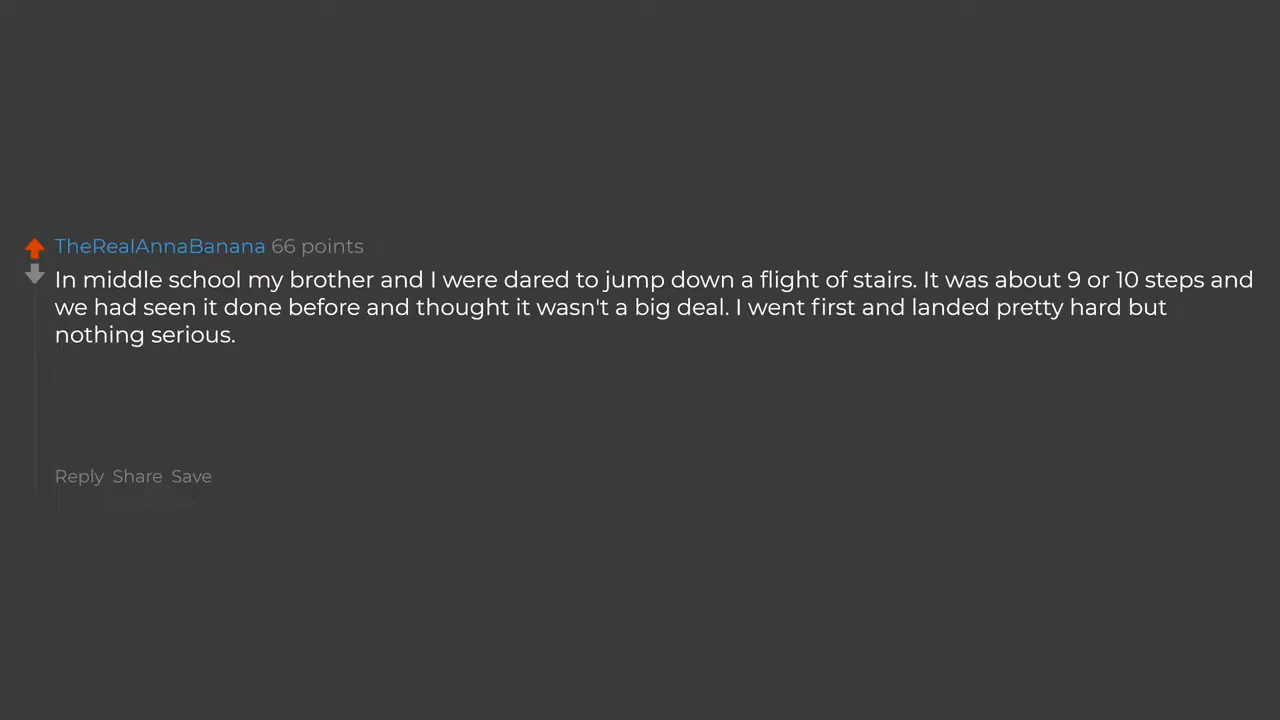 TheRealAnnaBanana 66 points
In middle school my brother and I were dared to jump down a flight of stairs. It was about 9 or 10 steps and
we had seen it done before and thought it wasn't a big deal. I went first and landed pretty hard but
nothing serious.
Reply Share Save